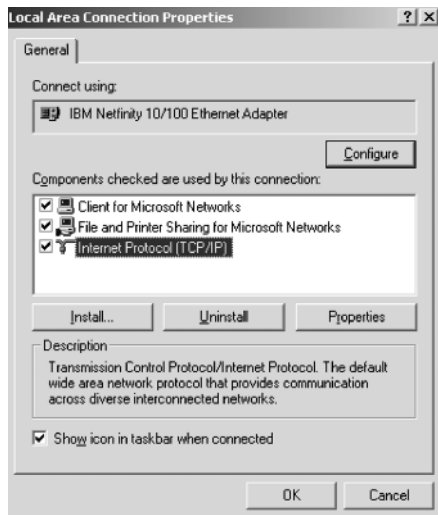 Local Area Connection Properties
General
Connect using:
IBM Netfinity 10/100 Ethernet Adapter
Configure
Components checked are used by this connection:
Client for Microsoft Networks
File and Printer Sharing for Microsoft Networks
Internet Protocol (TCP/IP)
Install... Uninstall Properties
Description
Transmission Control Protocol/Internet Protocol. The default
wide area network protocol that provides communication
across diverse interconnected networks.
Show icon in taskbar when connected
OK Cancel